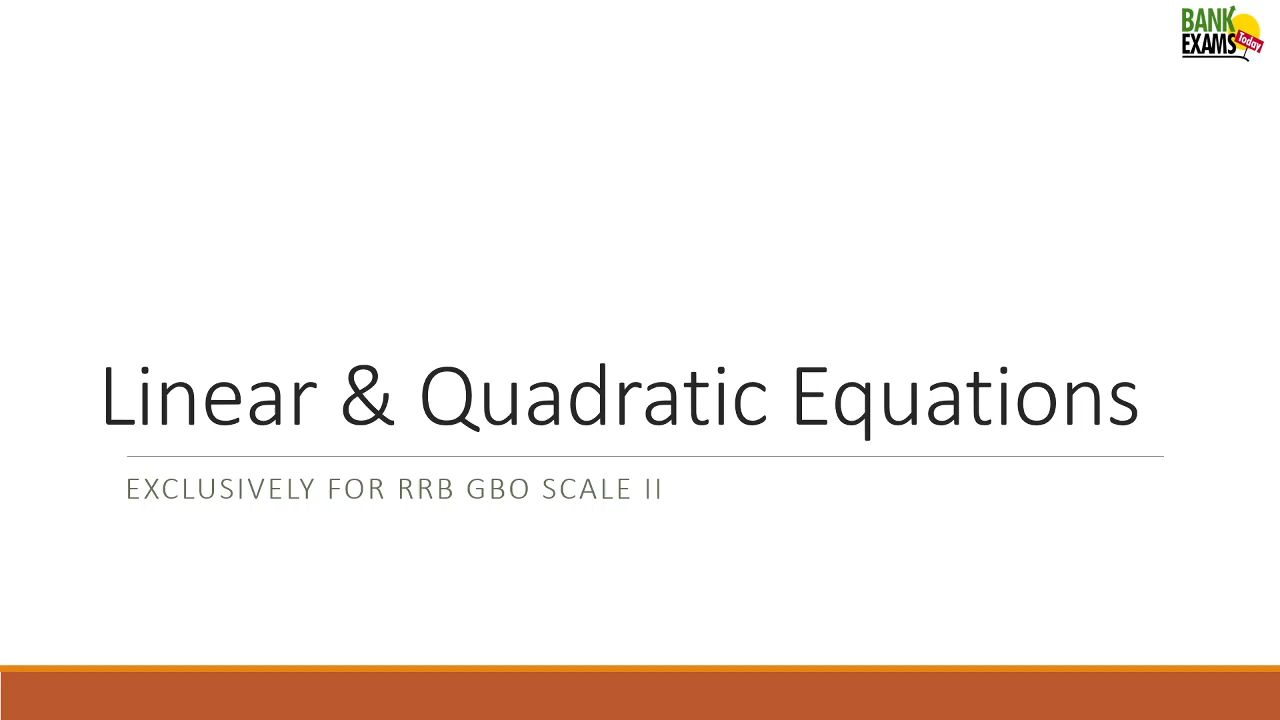 BANK
EXAMS Today
Linear & Quadratic Equations
EXCLUSIVELY FOR RRB GBO SCALE II